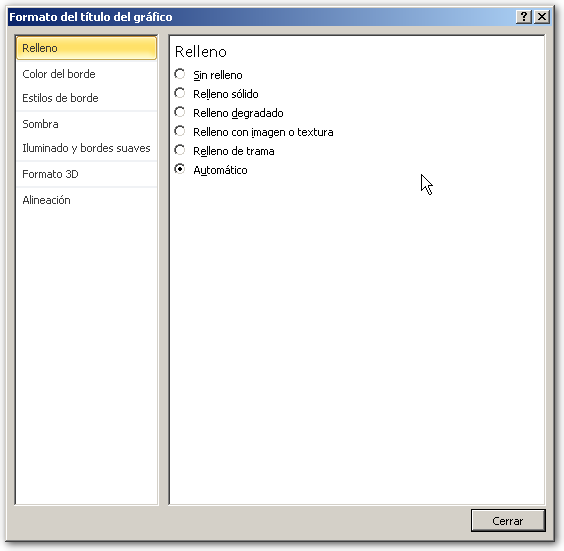 Formato del título del gráfico
Relleno
Color del borde
Estilos de borde
Sombra
Iluminado y bordes suaves
Formato 3D
Alineación
Relleno
Sin relleno
Relleno sólido
Relleno degradado
Relleno con imagen o textura
Relleno de trama
Automático
Cerrar